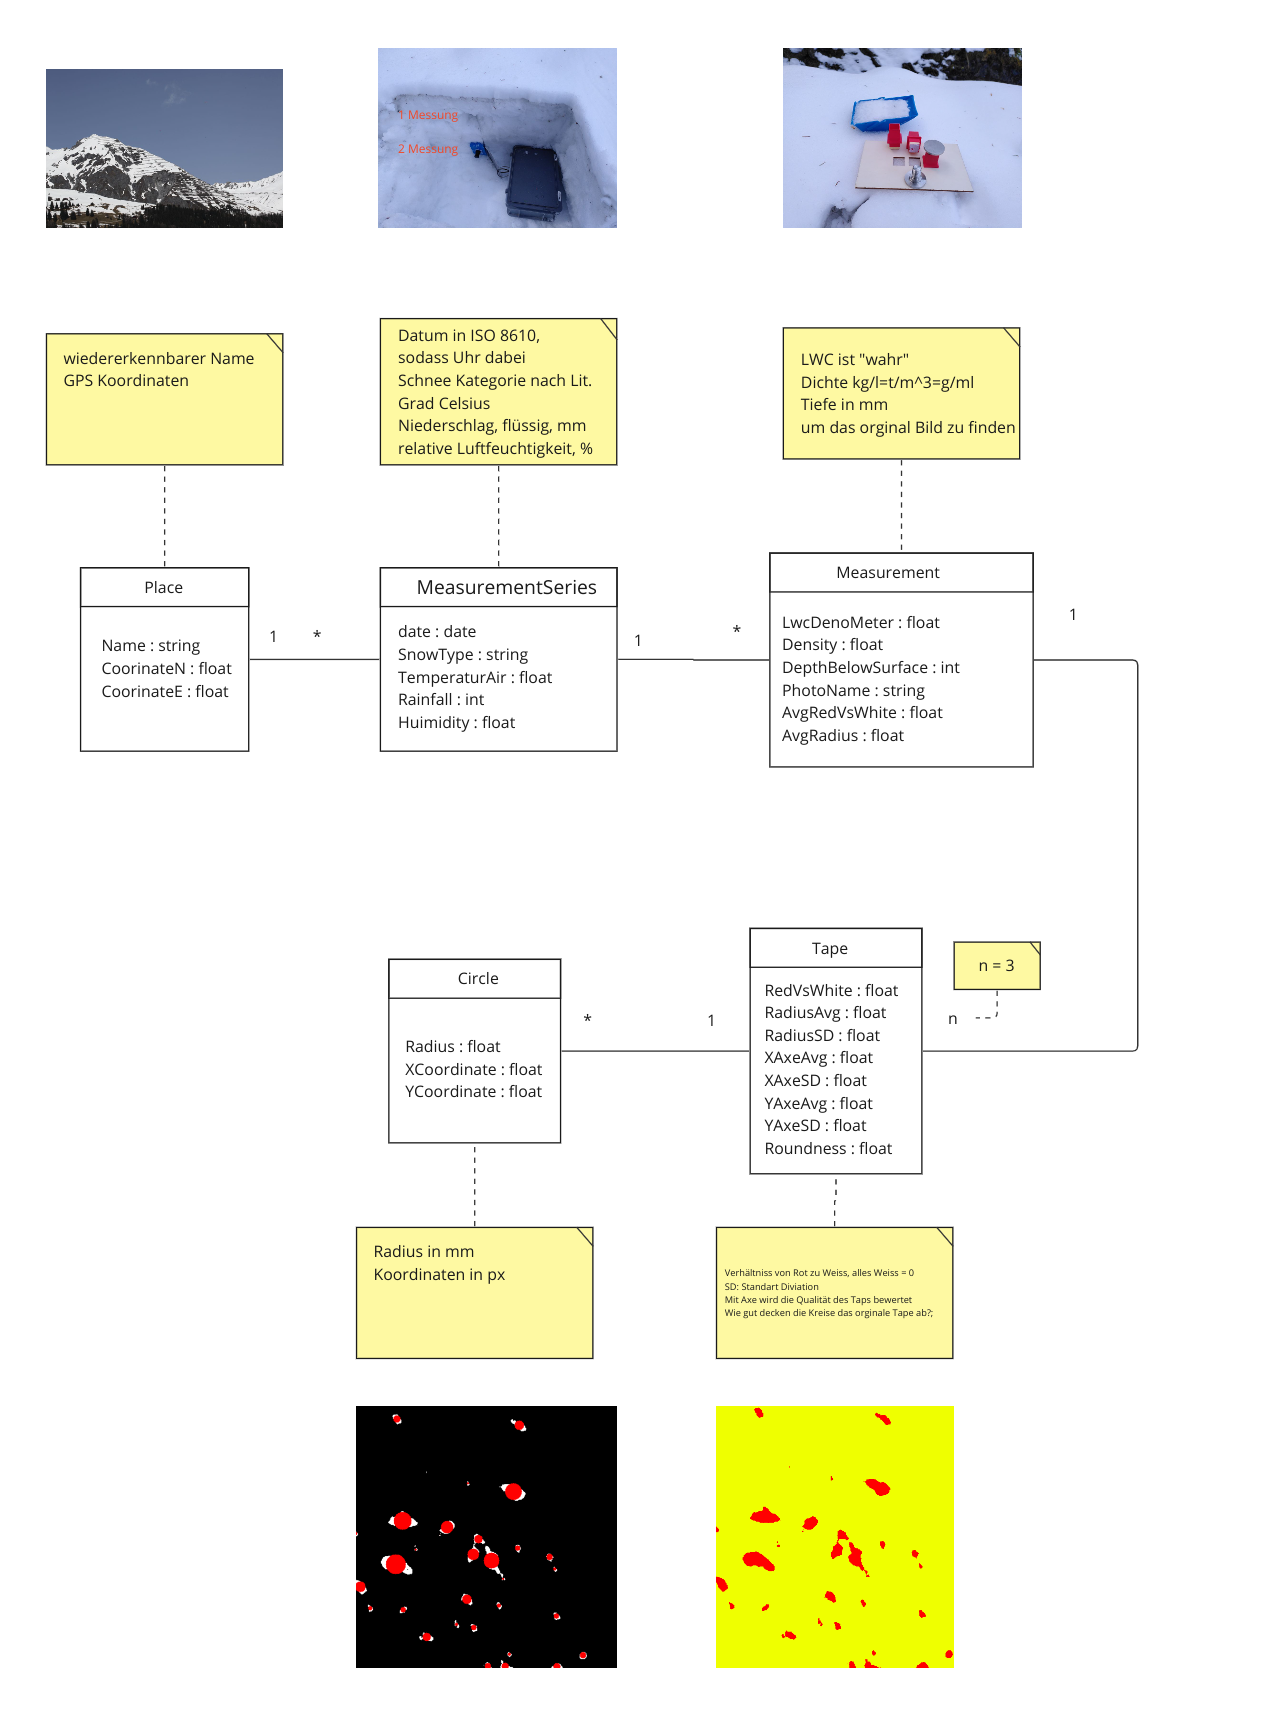 1 Messung
2 Messung
wiedererkennbarer Name
GPS Koordinaten
Datum in ISO 8610,
sodass Uhr dabei
Schnee Kategorie nach Lit.
Grad Celsius
Niederschlag, flüssig, mm
relative Luftfeuchtigkeit, %
LWC ist "wahr"
Dichte kg/l=t/m^3=g/ml
Tiefe in mm
um das orginal Bild zu finden
Place
Name : string
CoorinateN : float
CoorinateE : float
1
*
MeasurementSeries
date : date
SnowType : string
TemperaturAir : float
Rainfall : int
Huimidity : float
1
*
Measurement
LwcDenoMeter : float
Density : float
DepthBelowSurface : int
PhotoName : string
AvgRedVsWhite : float
AvgRadius : float
1
Circle
Radius : float
XCoordinate : float
YCoordinate : float
*
1
Tape
RedVsWhite : float
RadiusAvg : float
RadiusSD : float
XAxeAvg : float
XAxeSD : float
YAxeAvg : float
YAxeSD : float
Roundness : float
n = 3
n
Radius in mm
Koordinaten in px
Verhältniss von Rot zu Weiss, alles Weiss = 0
SD: Standart Diviation
Mit Axe wird die Qualität des Taps bewertet
Wie gut decken die Kreise das orginale Tape ab?;